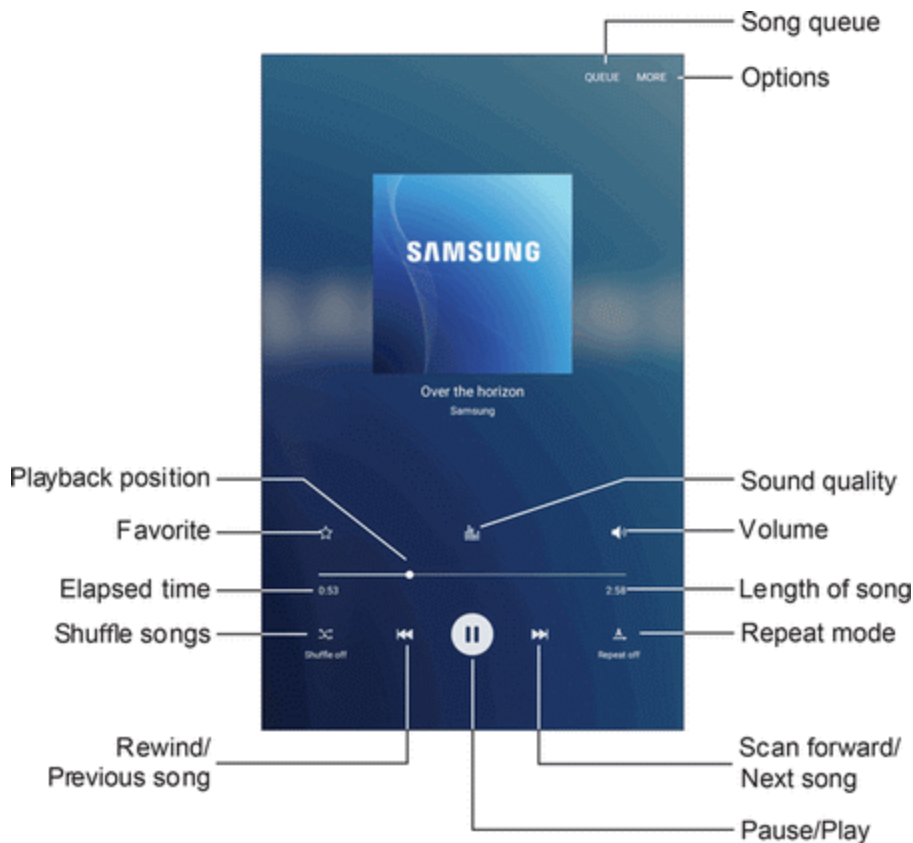 Song queue
QUEUE MORE
Options
SAMSUNG
Over the horizon
Samsung
Playback position
Sound quality
Favorite
Volume
Elapsed time
0:53
2:58
Length of song
Shuffle songs
Shuffle off
Repeat off
Repeat mode
Rewind/
Previous song
Scan forward/
Next song
Pause/Play